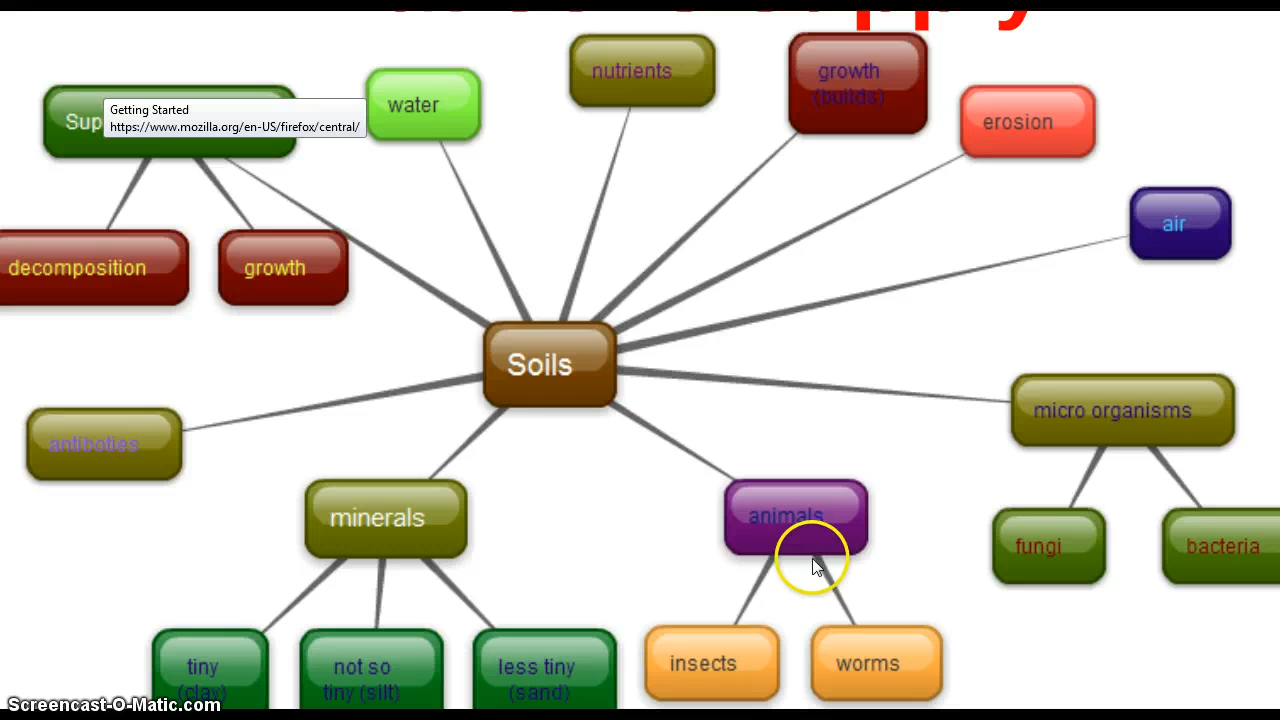 nutrients
growth
(builds)
water
Getting Started
https://www.mozilla.org/en-US/firefox/central/
Sup
erosion
air
decomposition
growth
Soils
micro organisms
antiboties
minerals
animals
fungi
bacteria
tiny
(clay)
not so
tiny (silt)
less tiny
(sand)
insects
worms
Screencast-O-Matic.com